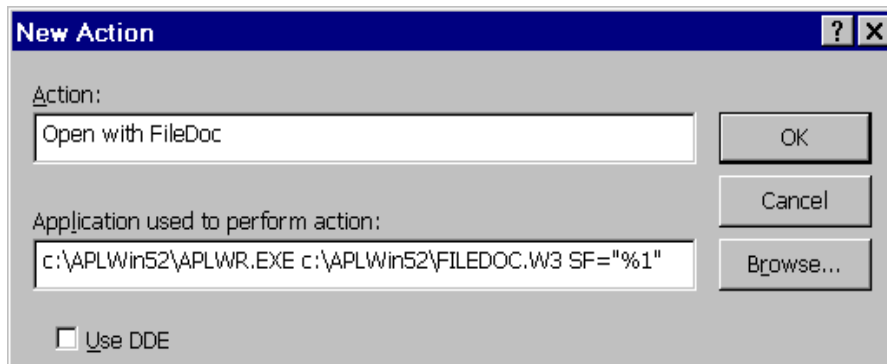 New Action
Action:
Open with FileDoc
OK
Cancel
Application used to perform action:
c:\APLWin52\APLWR.EXE c:\APLWin52\FILEDOC.W3 SF="%1"
Browse...
Use DDE